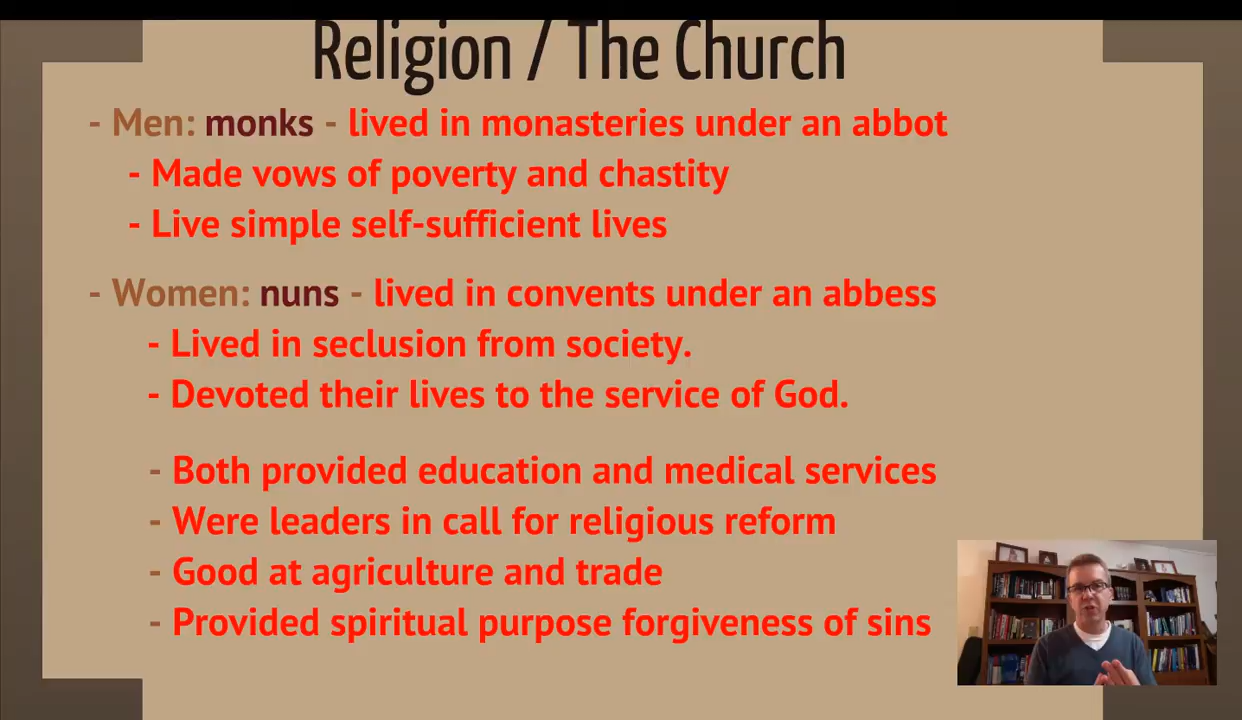 Religion / The Church
- Men: monks - lived in monasteries under an abbot
- Made vows of poverty and chastity
- Live simple self-sufficient lives
- Women: nuns - lived in convents under an abbess
- Lived in seclusion from society.
- Devoted their lives to the service of God.
- Both provided education and medical services
- Were leaders in call for religious reform
- Good at agriculture and trade
- Provided spiritual purpose forgiveness of sins